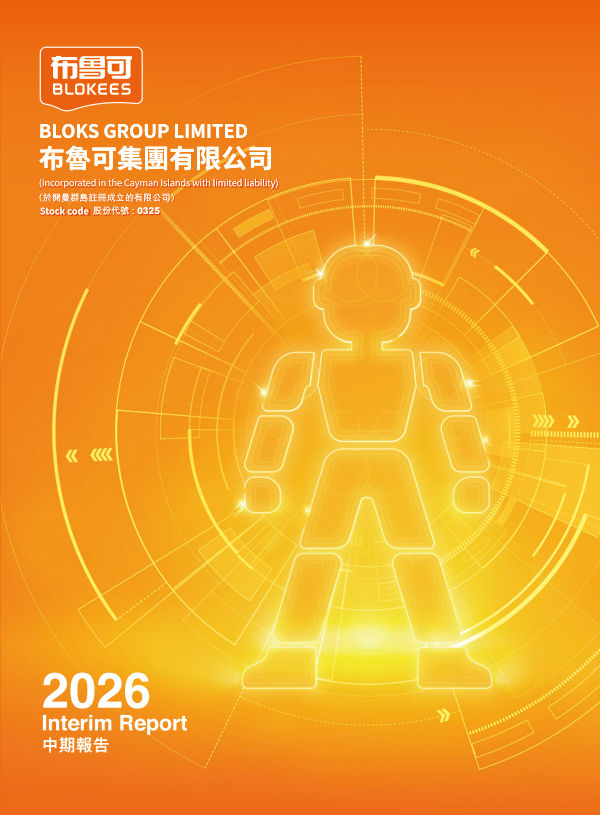 布魯可
BLOKEES
BLOKS GROUP LIMITED
布魯可集團有限公司
(Incorporated in the Cayman Islands with limited liability)
(於開曼群島註冊成立的有限公司)
Stock code 股份代號 : 0325
2026
Interim Report
中期報告